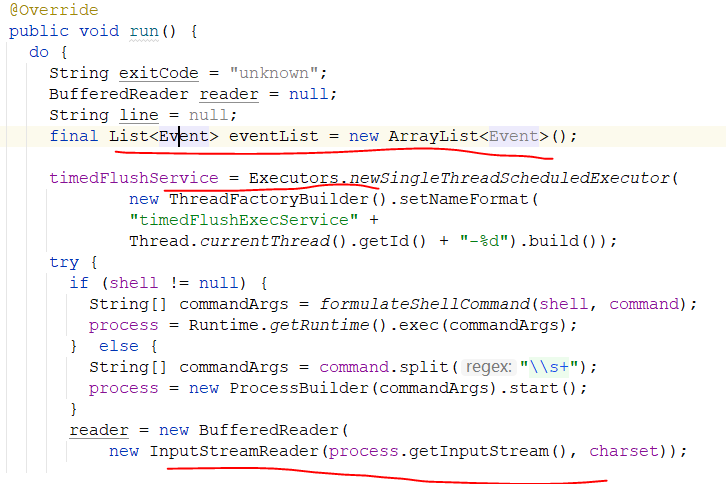 @Override
public void run() {
do {
String exitCode = "unknown";
BufferedReader reader = null;
String line = null;
final List<Event> eventList = new ArrayList<Event>();
timedFlushService = Executors.newSingleThreadScheduledExecutor(
new ThreadFactoryBuilder().setNameFormat(
"timedFlushExecService" +
Thread.currentThread().getId() + "-%d").build());
try {
if (shell != null) {
String[] commandArgs = formulateShellCommand(shell, command);
process = Runtime.getRuntime().exec(commandArgs);
} else {
String[] commandArgs = command.split( regex: "\\s+");
process = new ProcessBuilder(commandArgs).start();
}
reader = new BufferedReader(
new InputStreamReader(process.getInputStream(), charset));